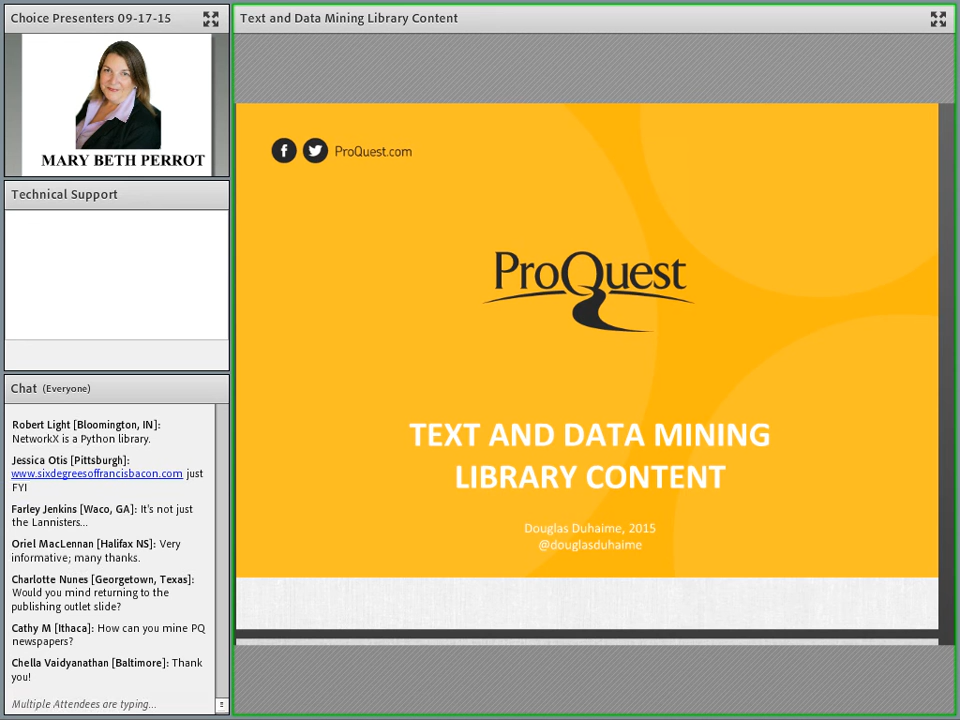 Choice Presenters 09-17-15
MARY BETH PERROT
Technical Support
Chat (Everyone)
Robert Light [Bloomington, IN]:
NetworkX is a Python library.
Jessica Otis [Pittsburgh]:
www.sixdegreesoffrancisbacon.com just
FYI
Farley Jenkins [Waco, GA]: It's not just
the Lannisters...
Oriel MacLennan [Halifax NS]: Very
informative; many thanks.
Charlotte Nunes [Georgetown, Texas]:
Would you mind returning to the
publishing outlet slide?
Cathy M [Ithaca]: How can you mine PQ
newspapers?
Chella Vaidyanathan [Baltimore]: Thank
you!
Multiple Attendees are typing...
Text and Data Mining Library Content
ProQuest.com
ProQuest
TEXT AND DATA MINING
LIBRARY CONTENT
Douglas Duhaime, 2015
@douglasduhaime